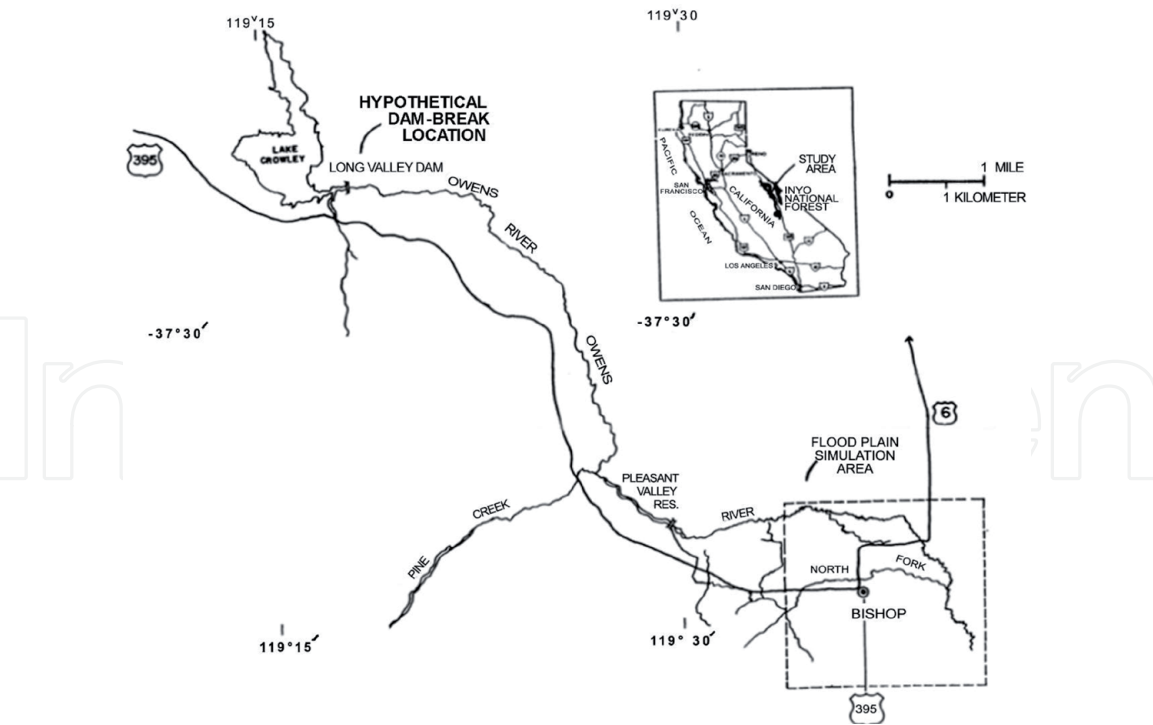 119°15
119°30
HYPOTHETICAL
DAM-BREAK
LOCATION
395
LAKE
CROWLEY
LONG VALLEY DAM
OWENS
RIVER
STUDY
AREA
INYO
NATIONAL
FOREST
PACIFIC
OCEAN
SAN
FRANCISCO
CALIFORNIA
LOS ANGELES
SAN DIEGO
1 MILE
0
1 KILOMETER
-37°30′
-37°30′
OWENS
6
FLOOD PLAIN
SIMULATION
AREA
PLEASANT
VALLEY
RES.
CREEK
PINE
RIVER
NORTH
FORK
BISHOP
119°15′
119°30′
395